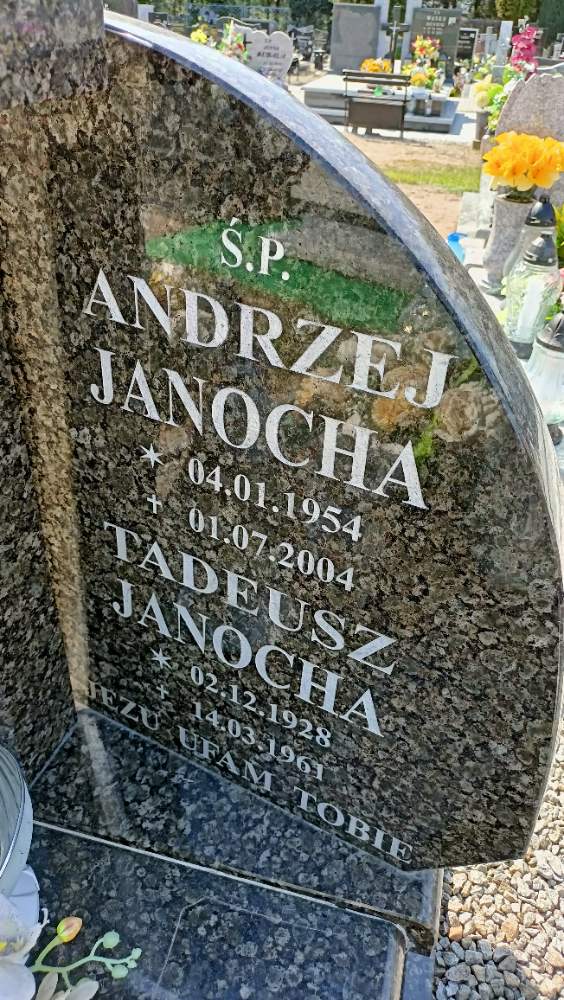 Ś.P.
ANDRZEJ
JANOCHA
* 04.01.1954
+ 01.07.2004
TADEUSZ
JANOCHA
* 02.12.1928
+ 14.03.1961
JEZU UFAM TOBIE